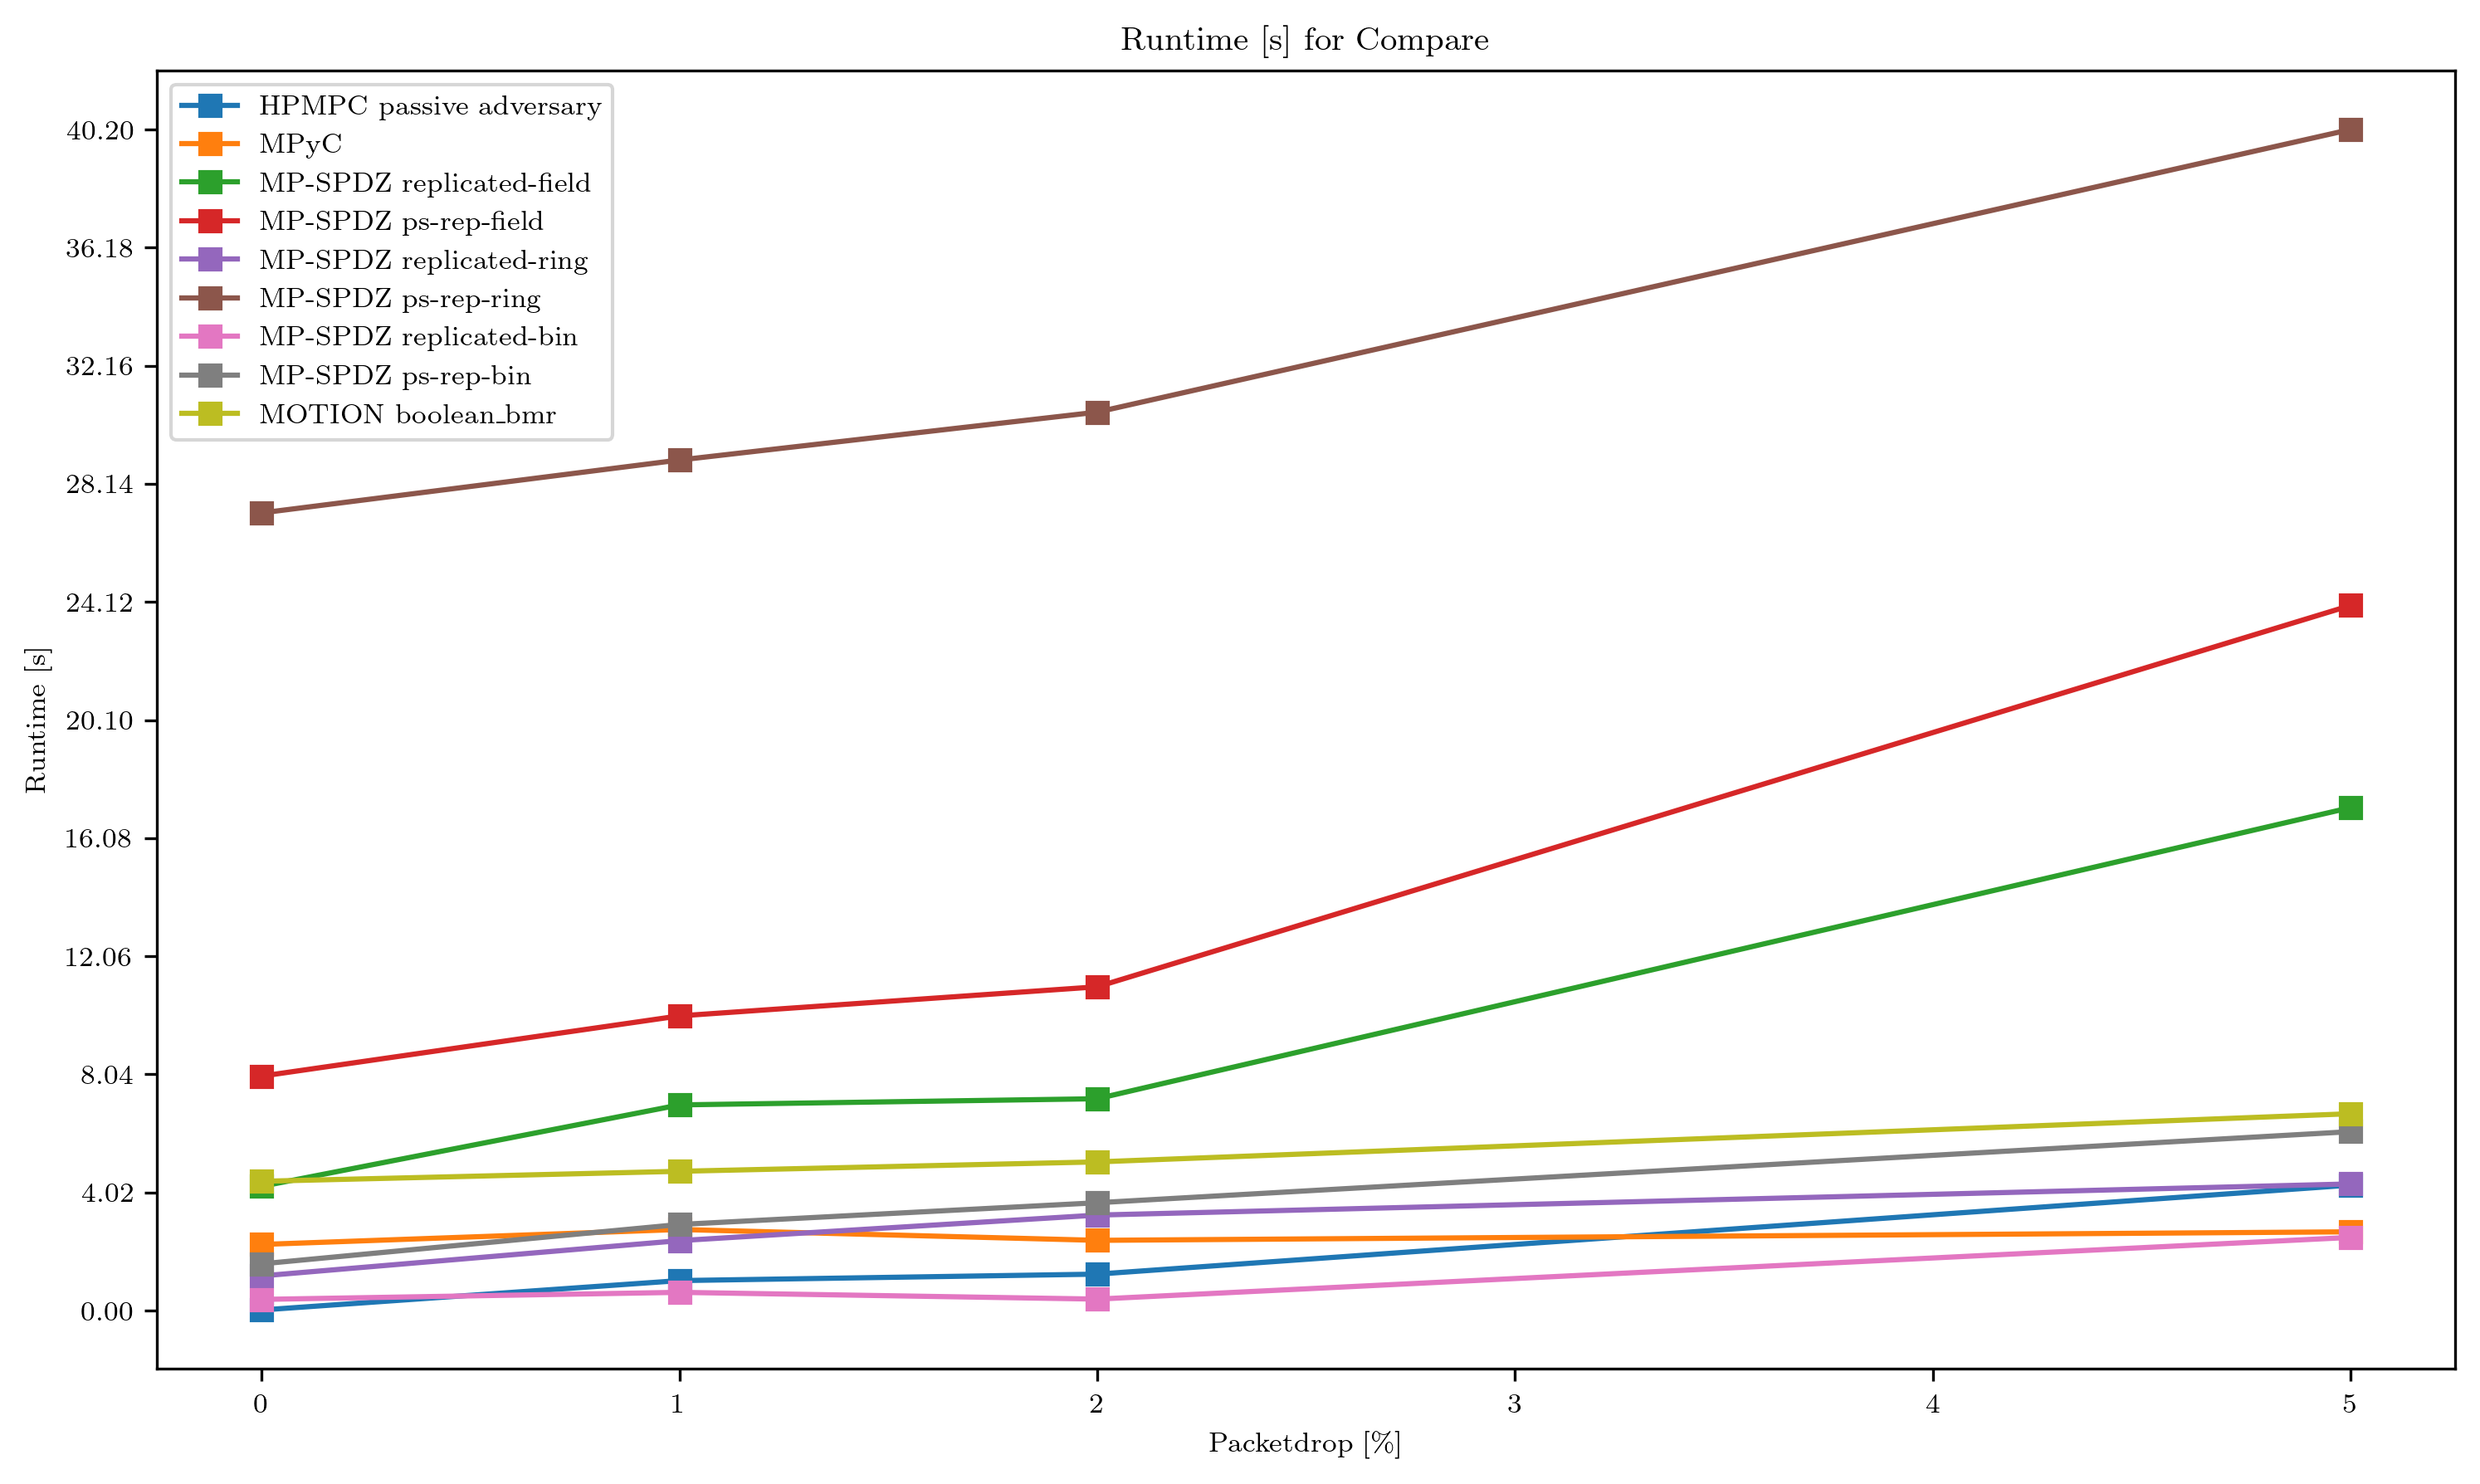 Runtime [s] for Compare
HPMPC passive adversary
MPyC
MP-SPDZ replicated-field
MP-SPDZ ps-rep-field
MP-SPDZ replicated-ring
MP-SPDZ ps-rep-ring
MP-SPDZ replicated-bin
MP-SPDZ ps-rep-bin
MOTION boolean_bmr
40.20
36.18
32.16
28.14
24.12
20.10
16.08
12.06
8.04
4.02
0.00
Runtime [s]
0 1 2 3 4 5
Packetdrop [%]